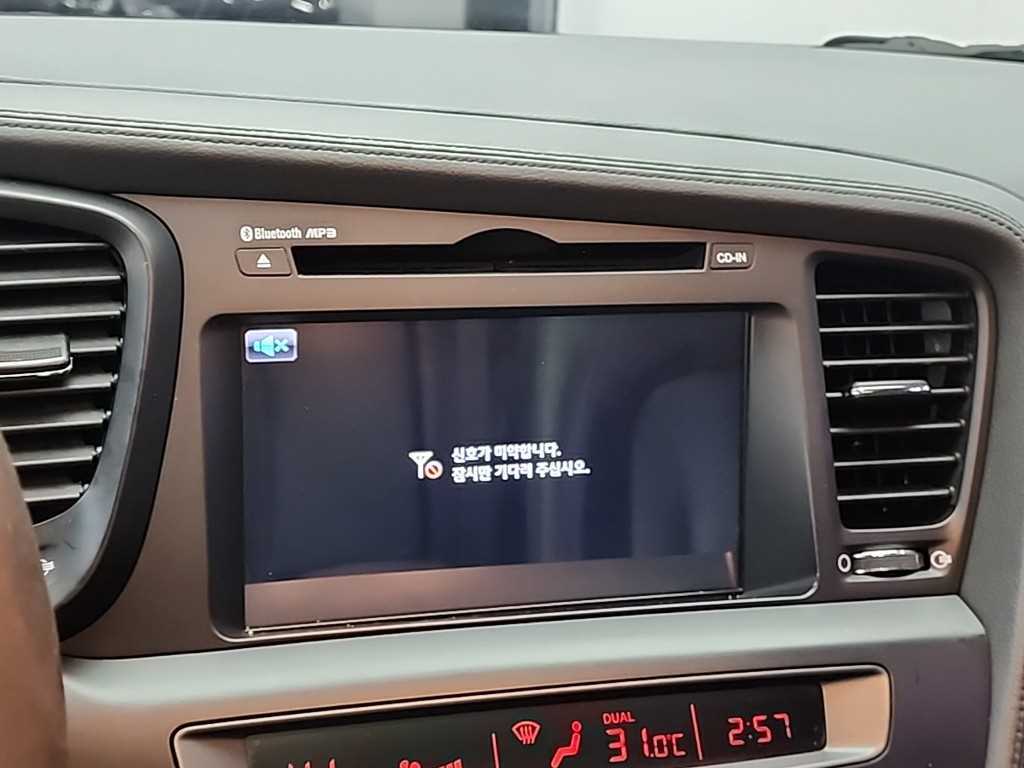 Bluetooth MP3
CD-IN
신호가 미약합니다.
잠시만 기다려 주십시오.
0
DUAL
31.0℃
2:57